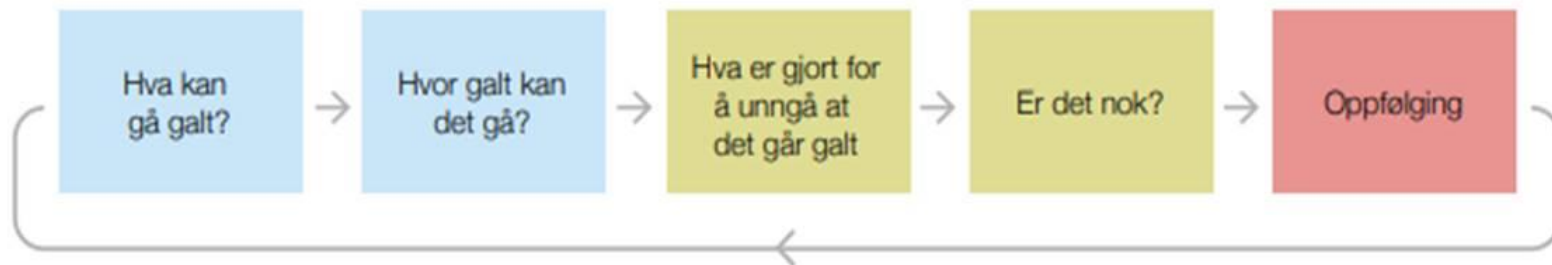 Hva kan
gå galt?
Hvor galt kan
det gå?
Hva er gjort for
å unngå at
det går galt
Er det nok?
Oppfølging